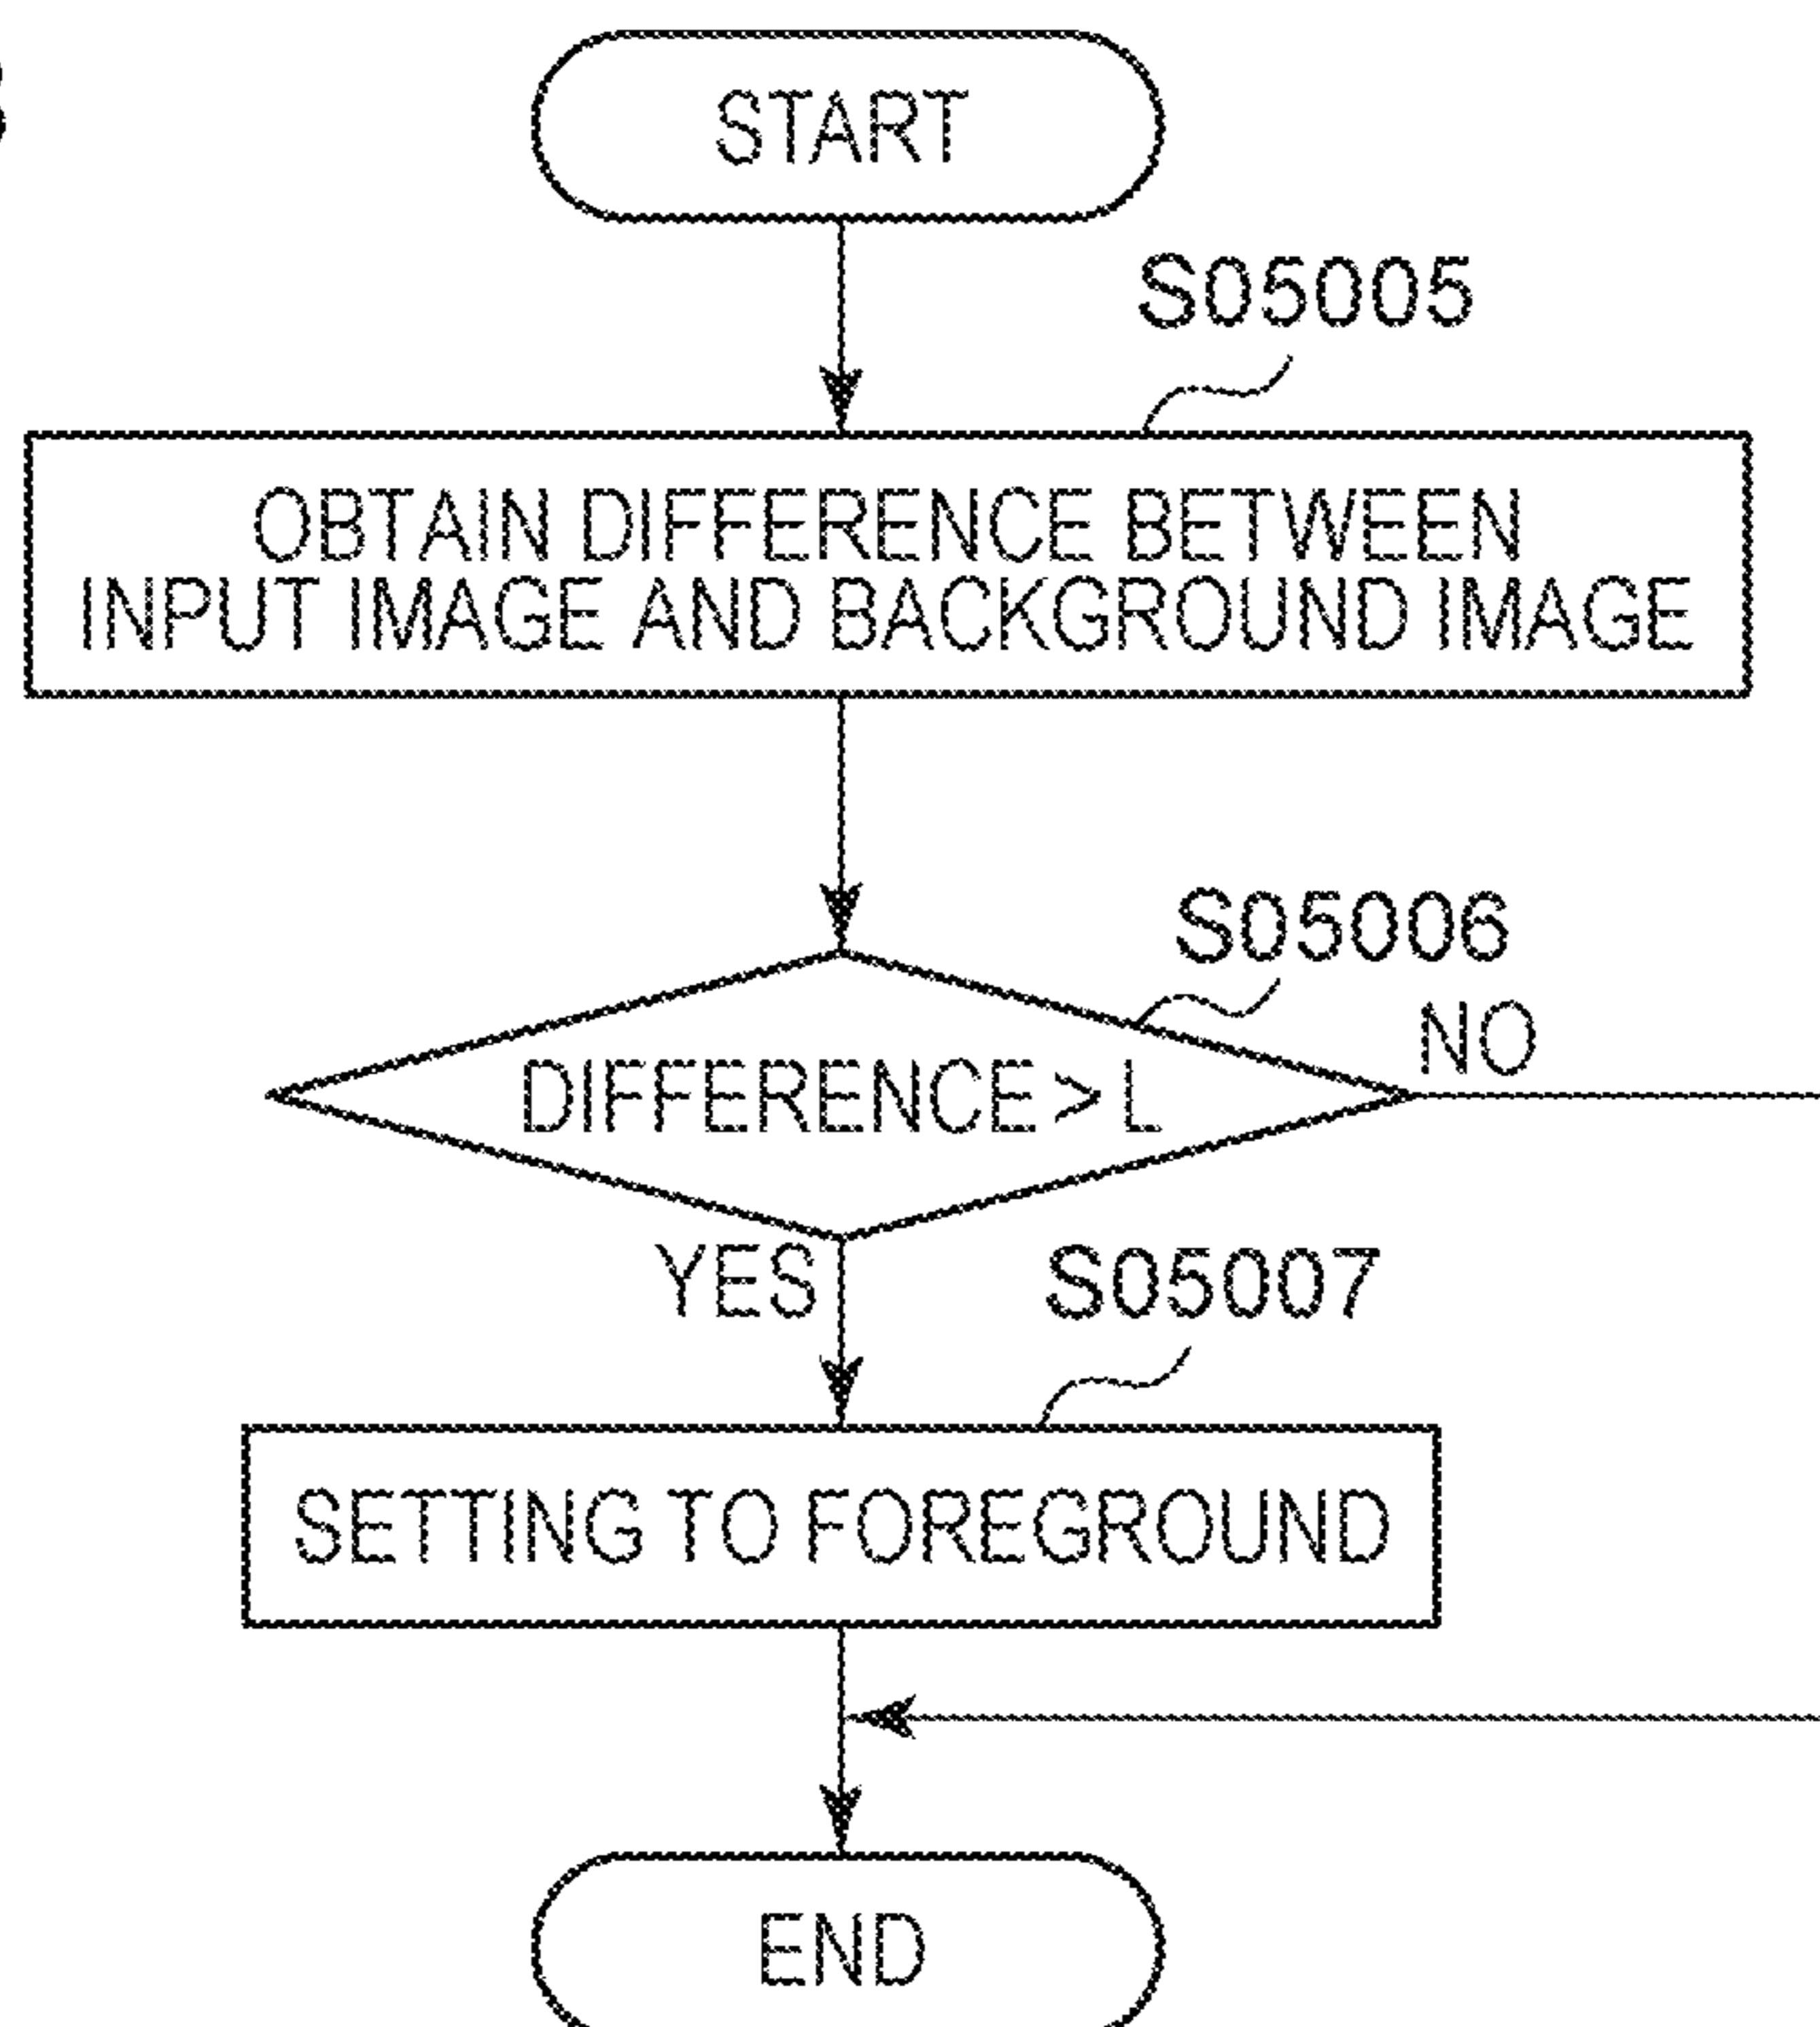 START
S05005
OBTAIN DIFFERENCE BETWEEN
INPUT IMAGE AND BACKGROUND IMAGE
S05006
NO
DIFFERENCE > L
YES
S05007
SETTING TO FOREGROUND
END